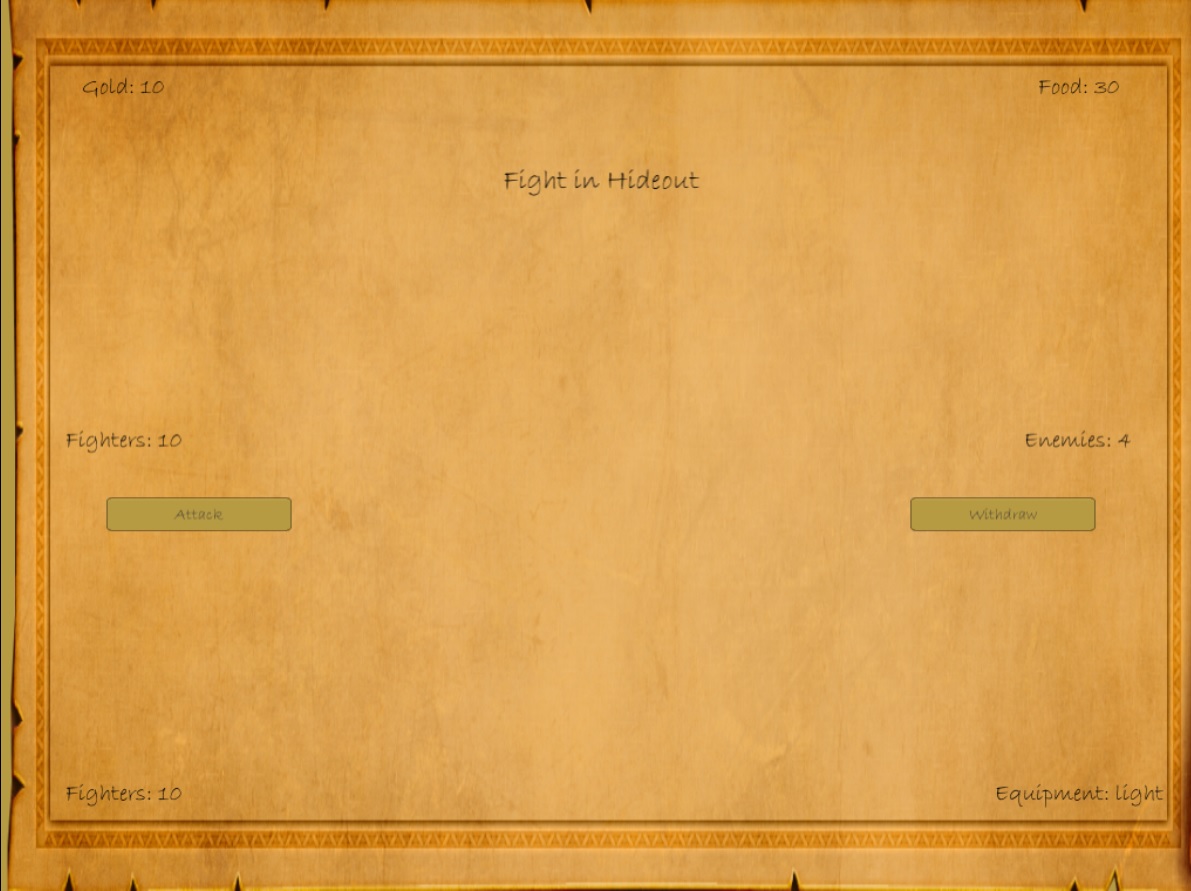 Gold: 10
Food: 30
Fight in Hideout
Fighters: 10
Enemies: 4
Attack
Withdraw
Fighters: 10
Equipment: light